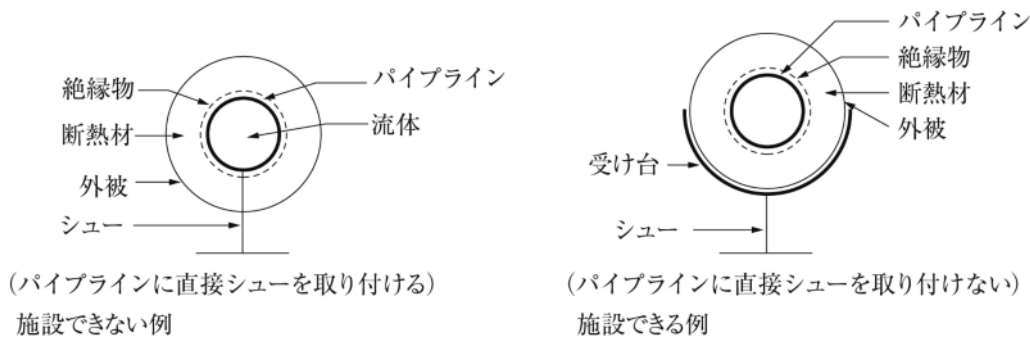 絶縁物
パイプライン
断熱材
流体
外被
シュー
(パイプラインに直接シューを取り付ける)
施設できない例
パイプライン
絶縁物
断熱材
外被
受け台
シュー
(パイプラインに直接シューを取り付けない)
施設できる例